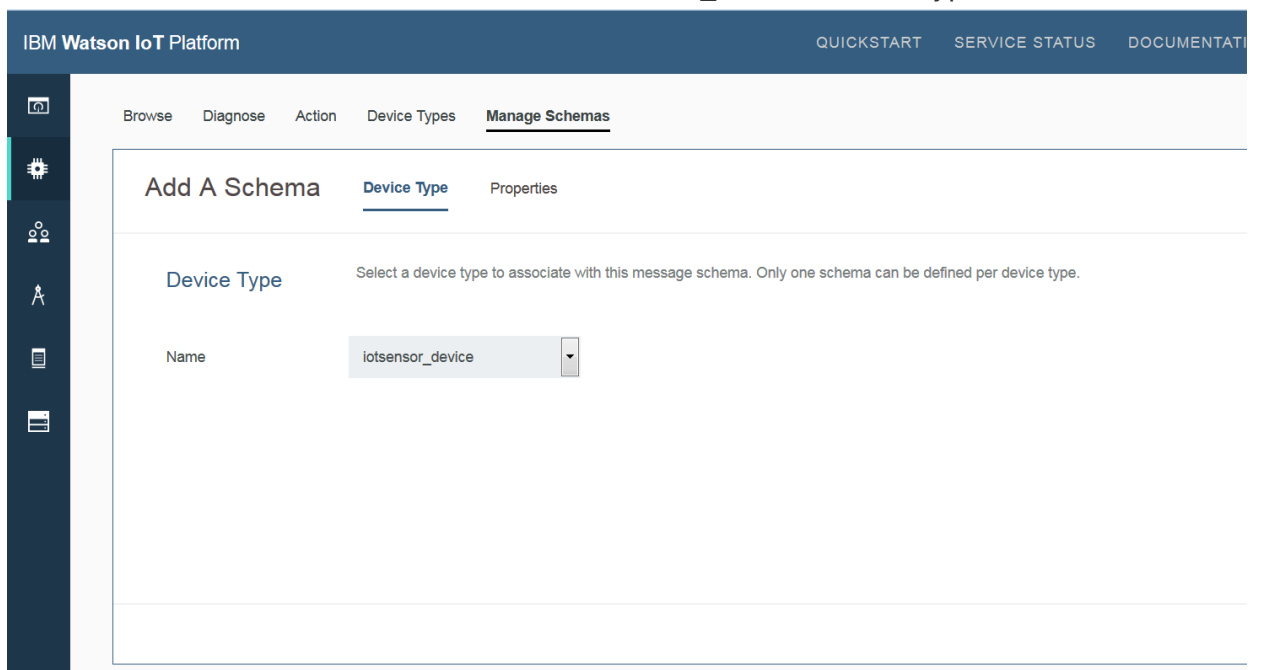 IBM Watson IoT Platform QUICKSTART SERVICE STATUS DOCUMENTATI
Browse Diagnose Action Device Types Manage Schemas
Add A Schema Device Type Properties
Device Type Select a device type to associate with this message schema. Only one schema can be defined per device type.
Name iotsensor_device